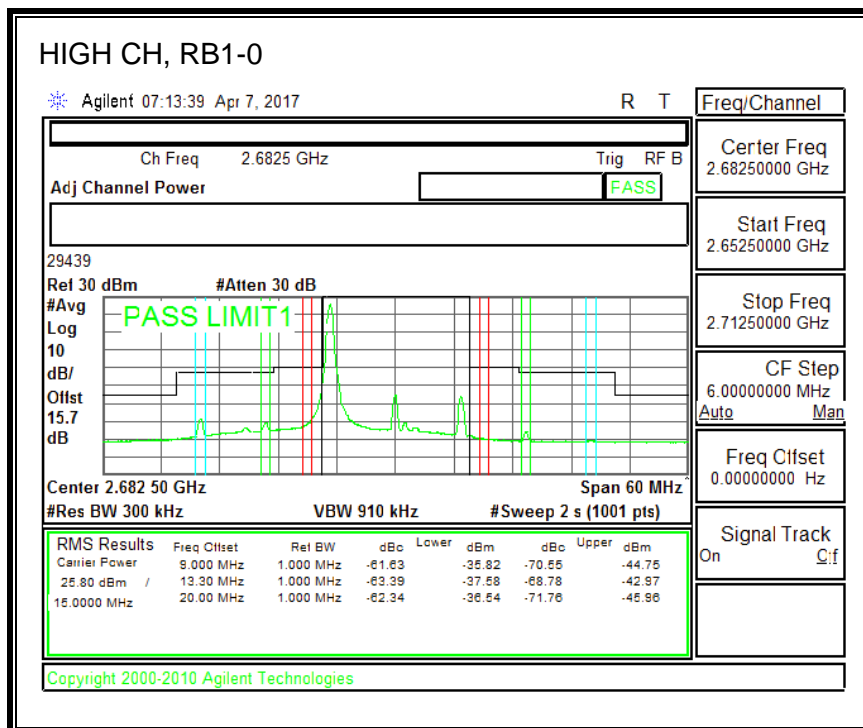 HIGH CH, RB1-0
Agilent 07:13:39 Apr 7, 2017 R T
Freq/Channel
Ch Freq 2.6825 GHz Trig RF B
Adj Channel Power PASS
Center Freq
2.68250000 GHz
Start Freq
2.65250000 GHz
Stop Freq
2.71250000 GHz
CF Step
6.00000000 MHz
Auto Man
Freq Offset
0.00000000 Hz
Signal Track
On Off
29439
Ref 30 dBm #Atten 30 dB
#Avg
Log
10
dB/
Offst
15.7
dB
PASS LIMIT1
Center 2.682 50 GHz Span 60 MHz
#Res BW 300 kHz VBW 910 kHz #Sweep 2 s (1001 pts)
RMS Results Freq Offset Ref BW dBc Lower dBm dBc Upper dBm
Carrier Power 9.000 MHz 1.000 MHz -61.63 -35.82 -70.55 -44.75
25.80 dBm / 13.30 MHz 1.000 MHz -63.39 -37.58 -68.78 -42.97
15.0000 MHz 20.00 MHz 1.000 MHz -62.34 -36.54 -71.76 -45.96
Copyright 2000-2010 Agilent Technologies